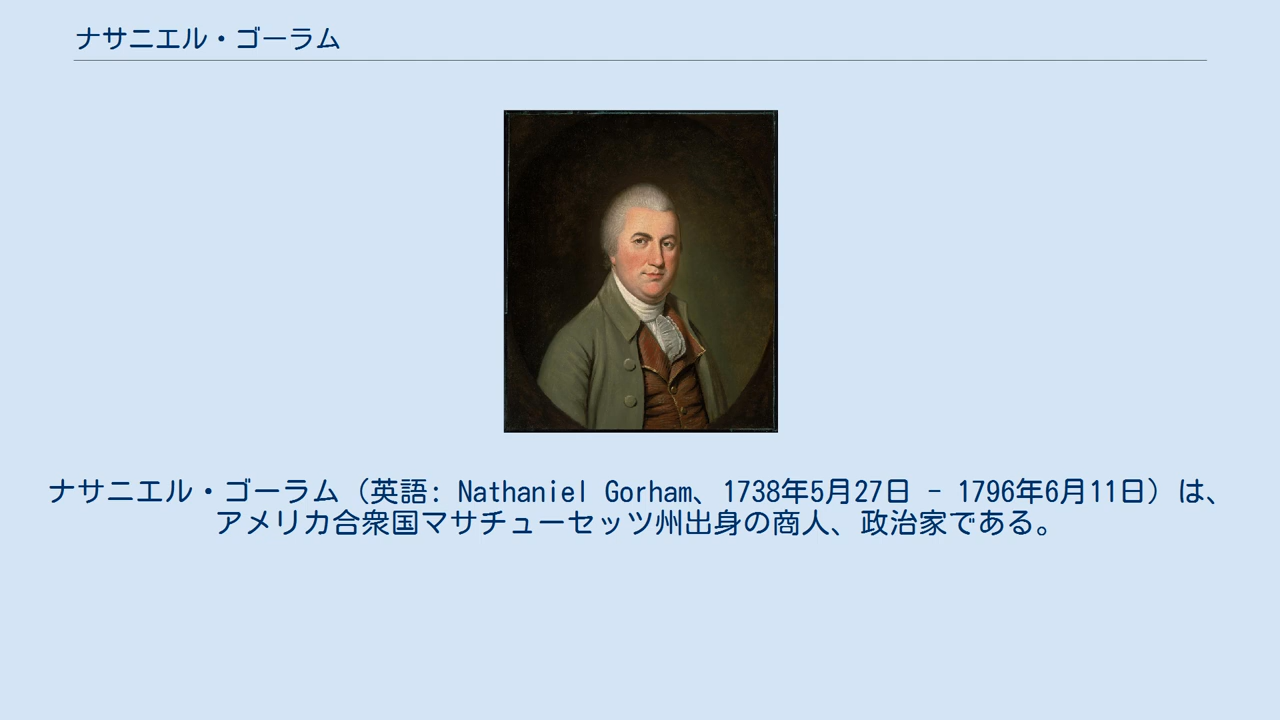 ナサニエル・ゴーラム
ナサニエル・ゴーラム（英語: Nathaniel Gorham、1738年5月27日 - 1796年6月11日）は、
アメリカ合衆国マサチューセッツ州出身の商人、政治家である。